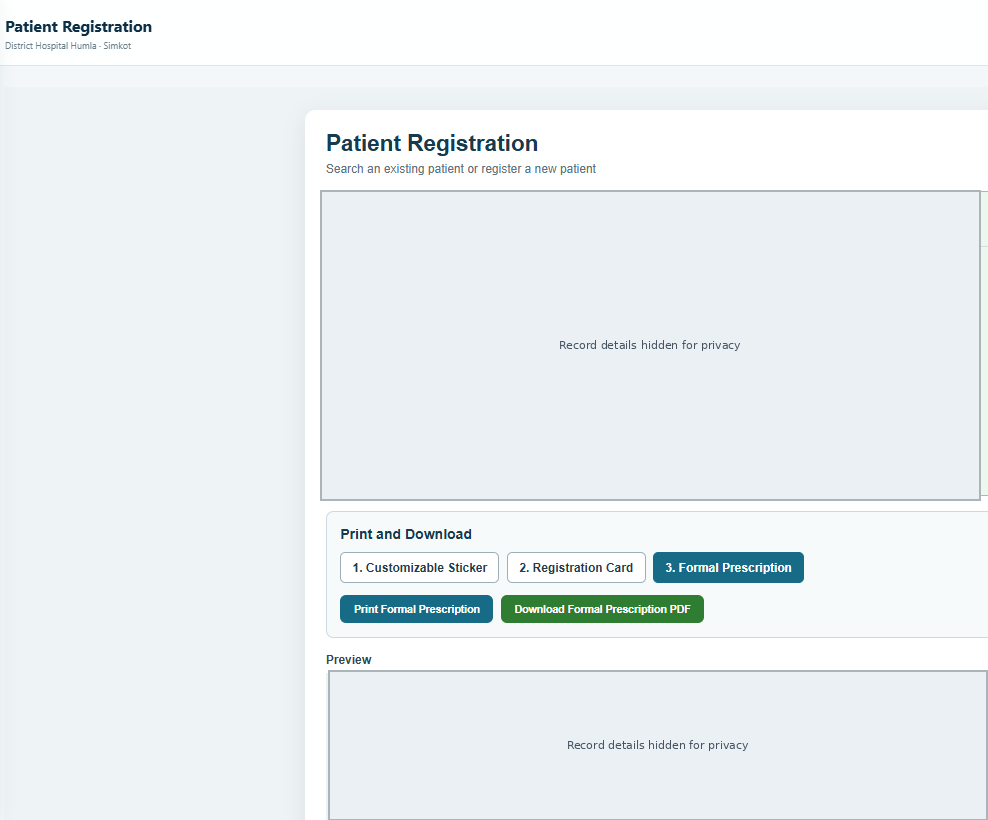 Patient Registration
District Hospital Humla · Simkot
Patient Registration
Search an existing patient or register a new patient
Record details hidden for privacy
Print and Download
1. Customizable Sticker
2. Registration Card
3. Formal Prescription
Print Formal Prescription
Download Formal Prescription PDF
Preview
Record details hidden for privacy